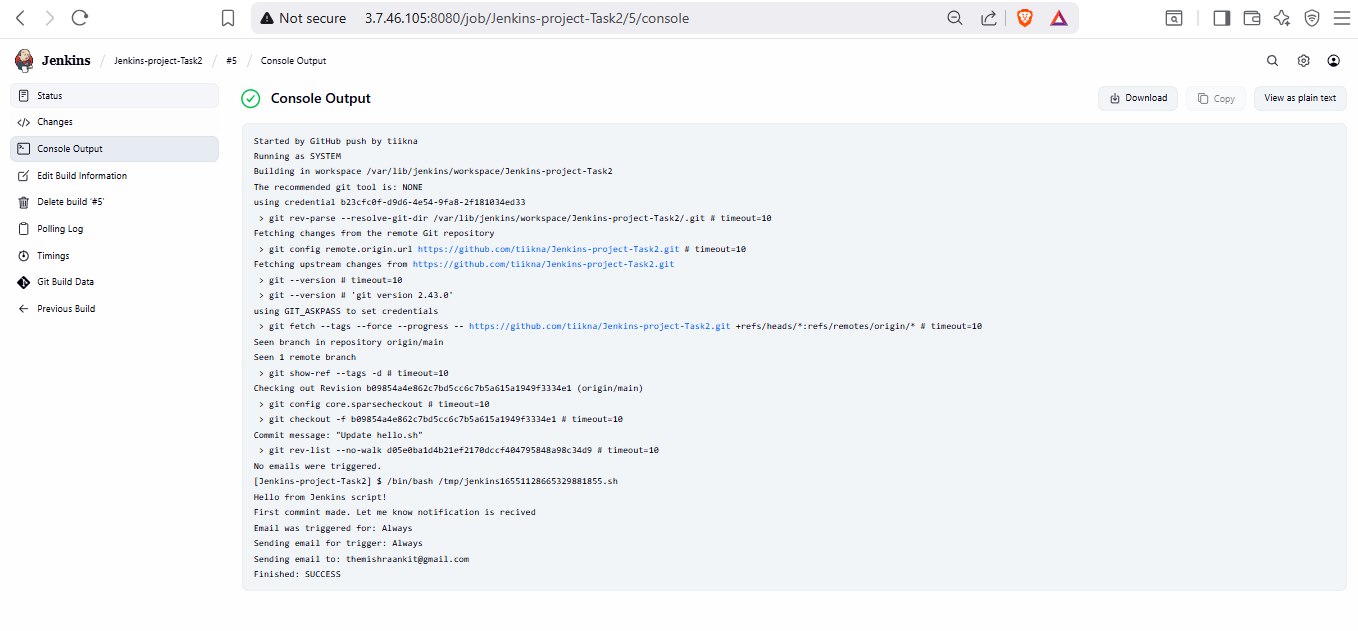 Not secure 3.7.46.105:8080/job/Jenkins-project-Task2/5/console
Jenkins / Jenkins-project-Task2 / #5 / Console Output
Status
Changes
Console Output
Edit Build Information
Delete build '#5'
Polling Log
Timings
Git Build Data
Previous Build
Console Output
Download
Copy
View as plain text
Started by GitHub push by tiikna
Running as SYSTEM
Building in workspace /var/lib/jenkins/workspace/Jenkins-project-Task2
The recommended git tool is: NONE
using credential b23cfc0f-d9d6-4e54-9fa8-2f181034ed33
> git rev-parse --resolve-git-dir /var/lib/jenkins/workspace/Jenkins-project-Task2/.git # timeout=10
Fetching changes from the remote Git repository
> git config remote.origin.url https://github.com/tiikna/Jenkins-project-Task2.git # timeout=10
Fetching upstream changes from https://github.com/tiikna/Jenkins-project-Task2.git
> git --version # timeout=10
> git --version # 'git version 2.43.0'
using GIT_ASKPASS to set credentials
> git fetch --tags --force --progress -- https://github.com/tiikna/Jenkins-project-Task2.git +refs/heads/*:refs/remotes/origin/* # timeout=10
Seen branch in repository origin/main
Seen 1 remote branch
> git show-ref --tags -d # timeout=10
Checking out Revision b09854a4e862c7bd5cc6c7b5a615a1949f3334e1 (origin/main)
> git config core.sparsecheckout # timeout=10
> git checkout -f b09854a4e862c7bd5cc6c7b5a615a1949f3334e1 # timeout=10
Commit message: "Update hello.sh"
> git rev-list --no-walk d05e0ba1d4b21ef2170dccf404795848a98c34d9 # timeout=10
No emails were triggered.
[Jenkins-project-Task2] $ /bin/bash /tmp/jenkins16551128665329881855.sh
Hello from Jenkins script!
First commint made. Let me know notification is recived
Email was triggered for: Always
Sending email for trigger: Always
Sending email to: themishraankit@gmail.com
Finished: SUCCESS